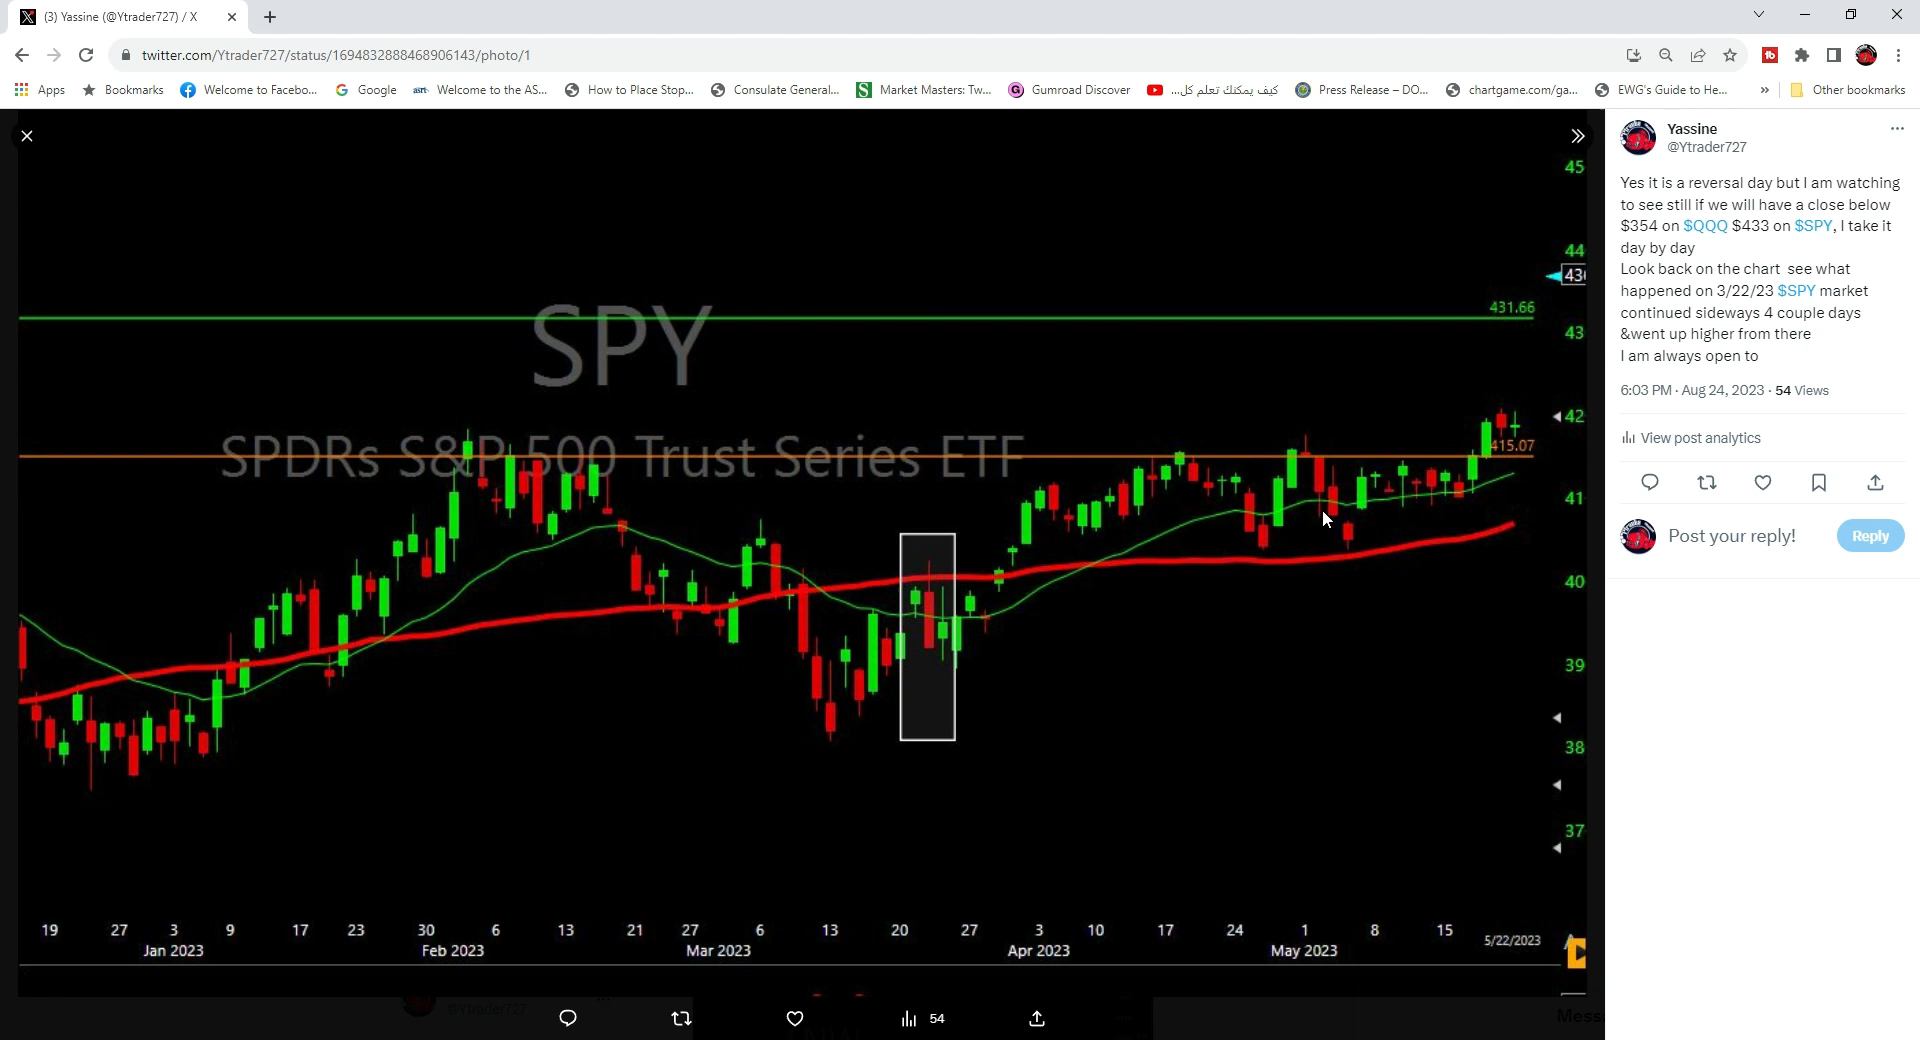 (3) Yassine (@Ytrader727) / X
twitter.com/Ytrader727/status/1694832888468906143/photo/1
Apps Bookmarks Welcome to Facebo... Google Welcome to the AS... How to Place Stop... Consulate General... Market Masters: Tw... Gumroad Discover كيف يمكنك تعلم كل... Press Release – DO... chartgame.com/ga... EWG's Guide to He... » Other bookmarks
SPY
SPDRs S&P 500 Trust Series ETF
45
44
431.66
43
42
415.07
41
40
39
38
37
19 27 3 9 17 23 30 6 13 21 27 6 13 20 27 3 10 17 24 1 8 15 5/22/2023
Jan 2023 Feb 2023 Mar 2023 Apr 2023 May 2023
54
Yassine
@Ytrader727
Yes it is a reversal day but I am watching
to see still if we will have a close below
$354 on $QQQ $433 on $SPY, I take it
day by day
Look back on the chart see what
happened on 3/22/23 $SPY market
continued sideways 4 couple days
&went up higher from there
I am always open to
6:03 PM · Aug 24, 2023 · 54 Views
View post analytics
Post your reply!
Reply
@Ytrader727